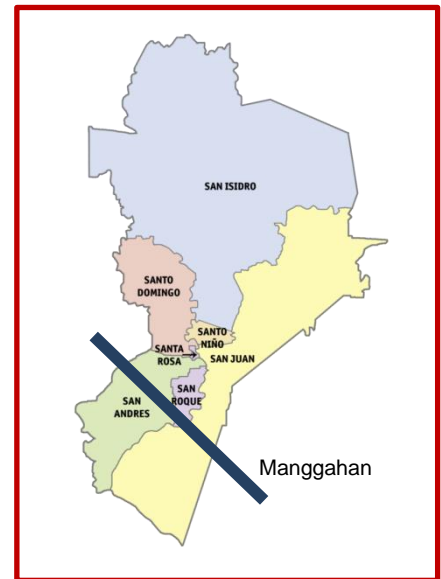 SAN ISIDRO
SANTO
DOMINGO
SANTO
NIÑO
SANTA
ROSA
SAN JUAN
SAN
ROQUE
SAN
ANDRES
Manggahan